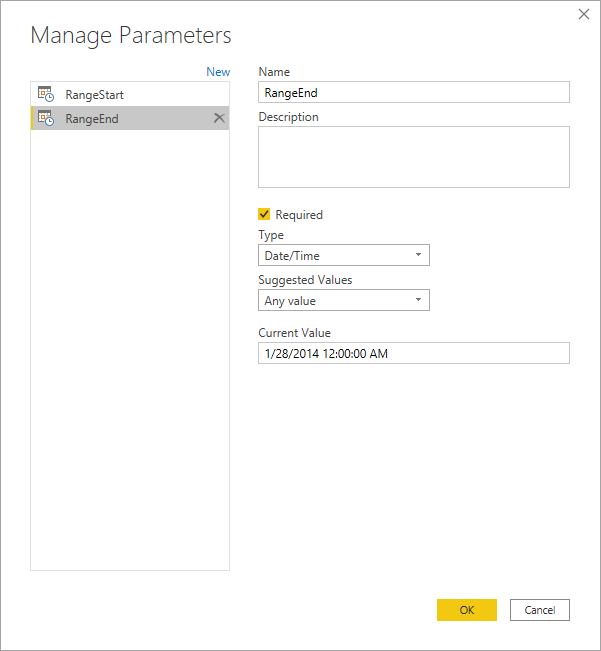 Manage Parameters
New
RangeStart
RangeEnd
Name
RangeEnd
Description
Required
Type
Date/Time
Suggested Values
Any value
Current Value
1/28/2014 12:00:00 AM
OK
Cancel